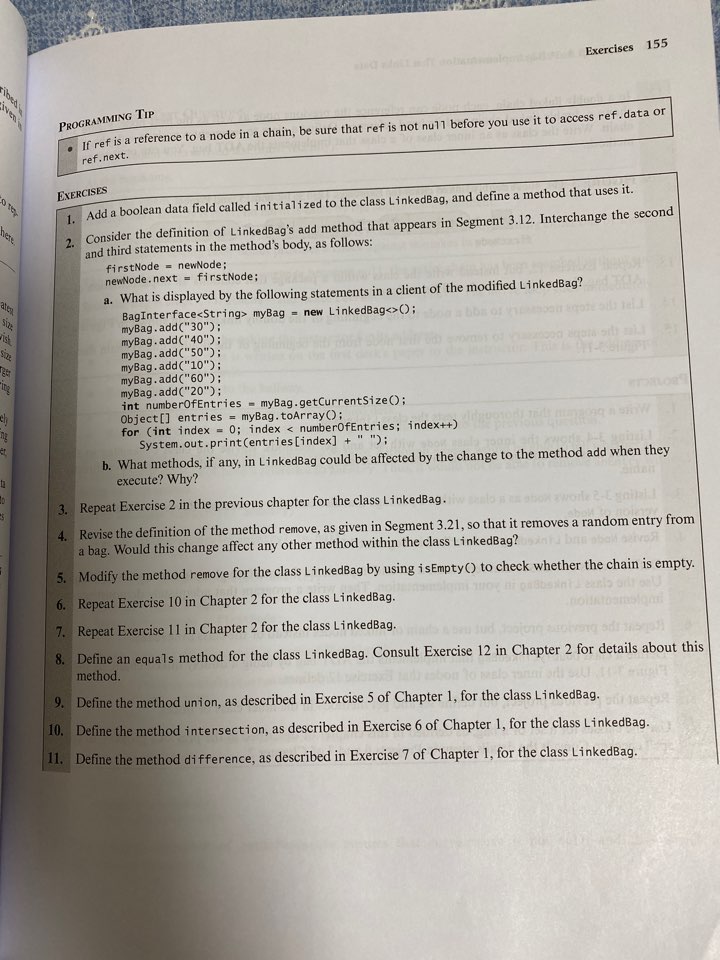 Exercises 155
PROGRAMMING TIP
• If ref is a reference to a node in a chain, be sure that ref is not null before you use it to access ref.data or
ref.next.
EXERCISES
1. Add a boolean data field called initialized to the class LinkedBag, and define a method that uses it.
2. Consider the definition of LinkedBag's add method that appears in Segment 3.12. Interchange the second
and third statements in the method's body, as follows:
firstNode = newNode;
newNode.next = firstNode;
a. What is displayed by the following statements in a client of the modified LinkedBag?
BagInterface<String> myBag = new LinkedBag<>();
myBag.add("30");
myBag.add("40");
myBag.add("50");
myBag.add("10");
myBag.add("60");
myBag.add("20");
int numberOfEntries = myBag.getCurrentSize();
Object[] entries = myBag.toArray();
for (int index = 0; index < numberOfEntries; index++)
System.out.print(entries[index] + " ");
b. What methods, if any, in LinkedBag could be affected by the change to the method add when they
execute? Why?
3. Repeat Exercise 2 in the previous chapter for the class LinkedBag.
4. Revise the definition of the method remove, as given in Segment 3.21, so that it removes a random entry from
a bag. Would this change affect any other method within the class LinkedBag?
5. Modify the method remove for the class LinkedBag by using isEmpty() to check whether the chain is empty.
6. Repeat Exercise 10 in Chapter 2 for the class LinkedBag.
7. Repeat Exercise 11 in Chapter 2 for the class LinkedBag.
8. Define an equals method for the class LinkedBag. Consult Exercise 12 in Chapter 2 for details about this
method.
9. Define the method union, as described in Exercise 5 of Chapter 1, for the class LinkedBag.
10. Define the method intersection, as described in Exercise 6 of Chapter 1, for the class LinkedBag.
11. Define the method difference, as described in Exercise 7 of Chapter 1, for the class LinkedBag.